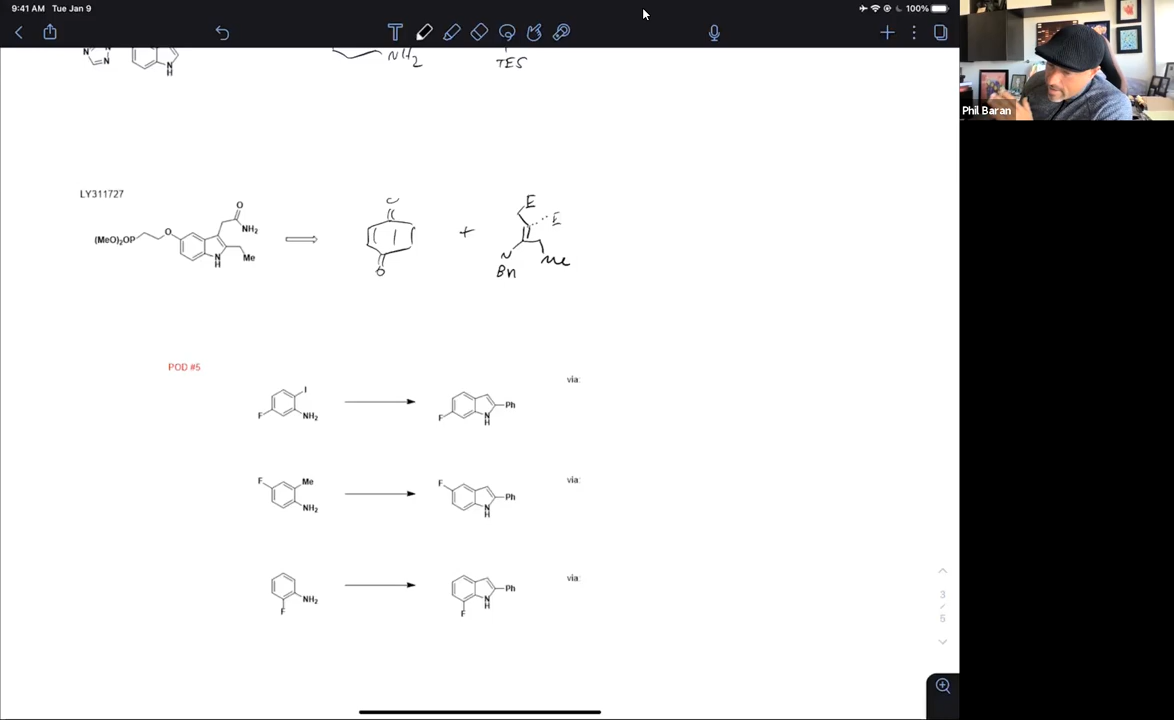 9:41 AM Tue Jan 9
100%
T
Phil Baran
N
N
H
NH2
TES
LY311727
(MeO)2OP
O
O
NH2
Me
N
H
O
+
E
E
N
Bn
Me
POD #5
via:
I
F
NH2
F
N
H
Ph
via:
F
Me
NH2
F
N
H
Ph
via:
NH2
F
N
H
F
Ph
3
/
5